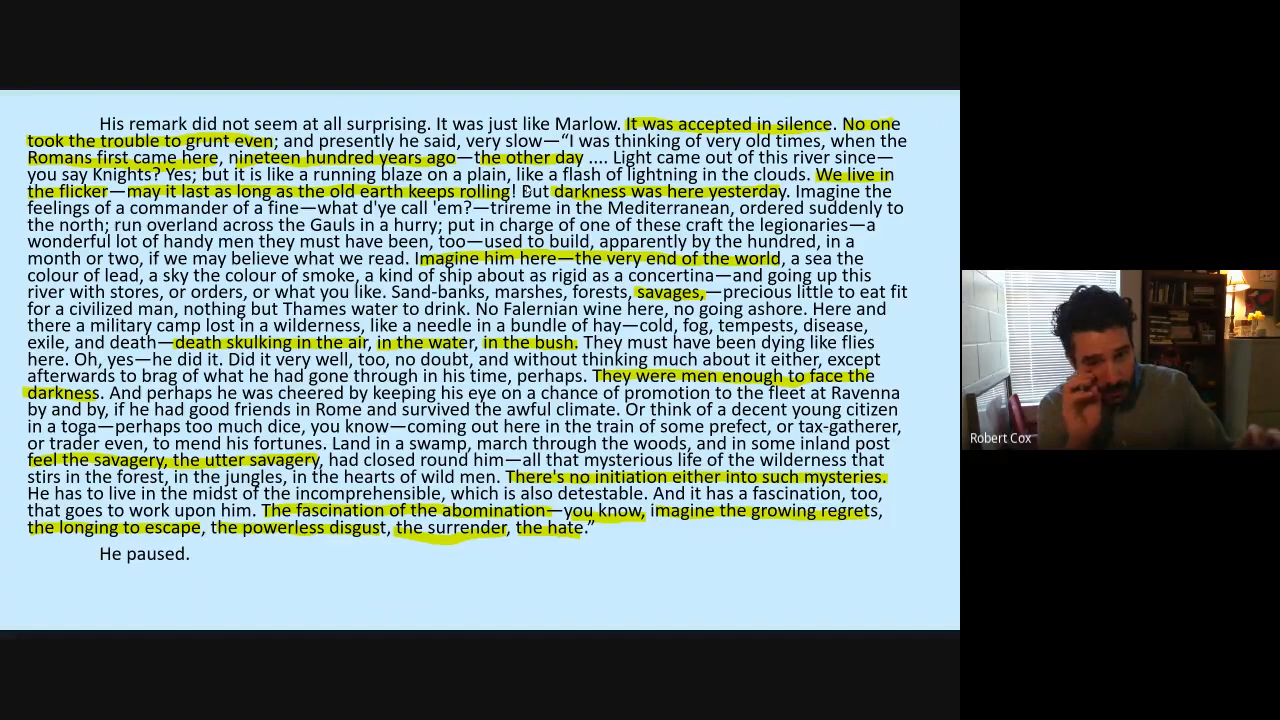 His remark did not seem at all surprising. It was just like Marlow. It was accepted in silence. No one
took the trouble to grunt even; and presently he said, very slow—“I was thinking of very old times, when the
Romans first came here, nineteen hundred years ago—the other day .... Light came out of this river since—
you say Knights? Yes; but it is like a running blaze on a plain, like a flash of lightning in the clouds. We live in
the flicker—may it last as long as the old earth keeps rolling! But darkness was here yesterday. Imagine the
feelings of a commander of a fine—what d'ye call 'em?—trireme in the Mediterranean, ordered suddenly to
the north; run overland across the Gauls in a hurry; put in charge of one of these craft the legionaries—a
wonderful lot of handy men they must have been, too—used to build, apparently by the hundred, in a
month or two, if we may believe what we read. Imagine him here—the very end of the world, a sea the
colour of lead, a sky the colour of smoke, a kind of ship about as rigid as a concertina—and going up this
river with stores, or orders, or what you like. Sand-banks, marshes, forests, savages,—precious little to eat fit
for a civilized man, nothing but Thames water to drink. No Falernian wine here, no going ashore. Here and
there a military camp lost in a wilderness, like a needle in a bundle of hay—cold, fog, tempests, disease,
exile, and death—death skulking in the air, in the water, in the bush. They must have been dying like flies
here. Oh, yes—he did it. Did it very well, too, no doubt, and without thinking much about it either, except
afterwards to brag of what he had gone through in his time, perhaps. They were men enough to face the
darkness. And perhaps he was cheered by keeping his eye on a chance of promotion to the fleet at Ravenna
by and by, if he had good friends in Rome and survived the awful climate. Or think of a decent young citizen
in a toga—perhaps too much dice, you know—coming out here in the train of some prefect, or tax-gatherer,
or trader even, to mend his fortunes. Land in a swamp, march through the woods, and in some inland post
feel the savagery, the utter savagery, had closed round him—all that mysterious life of the wilderness that
stirs in the forest, in the jungles, in the hearts of wild men. There's no initiation either into such mysteries.
He has to live in the midst of the incomprehensible, which is also detestable. And it has a fascination, too,
that goes to work upon him. The fascination of the abomination—you know, imagine the growing regrets,
the longing to escape, the powerless disgust, the surrender, the hate.”
He paused.
Robert Cox